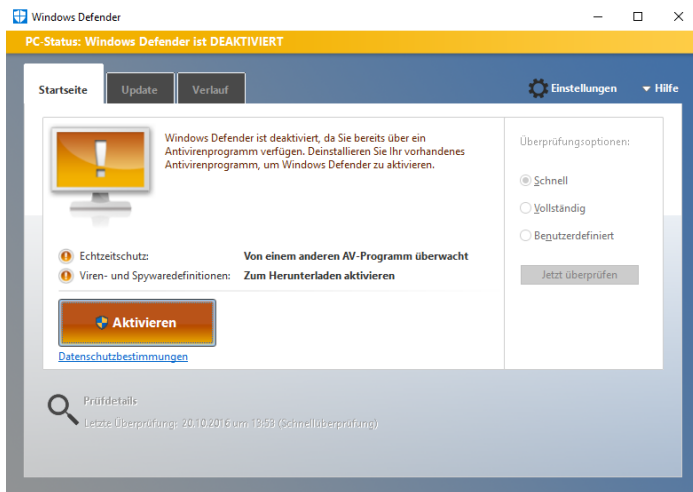 Windows Defender
PC-Status: Windows Defender ist DEAKTIVIERT
Startseite
Update
Verlauf
Einstellungen
Hilfe
Windows Defender ist deaktiviert, da Sie bereits über ein
Antivirenprogramm verfügen. Deinstallieren Sie Ihr vorhandenes
Antivirenprogramm, um Windows Defender zu aktivieren.
Echtzeitschutz: Von einem anderen AV-Programm überwacht
Viren- und Spywaredefinitionen: Zum Herunterladen aktivieren
Aktivieren
Datenschutzbestimmungen
Überprüfungsoptionen:
Schnell
Vollständig
Benutzerdefiniert
Jetzt überprüfen
Prüfdetails
Letzte Überprüfung: 20.10.2016 um 18:53 (Schnellüberprüfung)